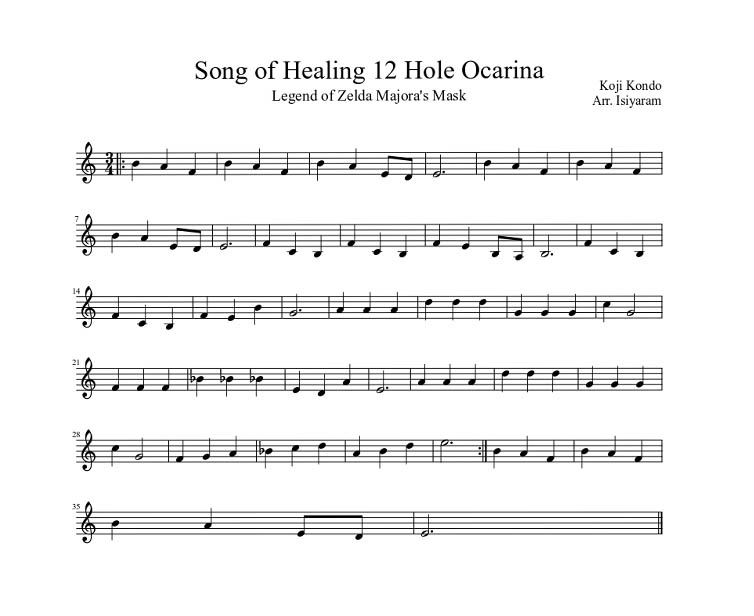 Song of Healing 12 Hole Ocarina
Legend of Zelda Majora's Mask
Koji Kondo
Arr. Isiyaram
3
4
7
14
21
28
35